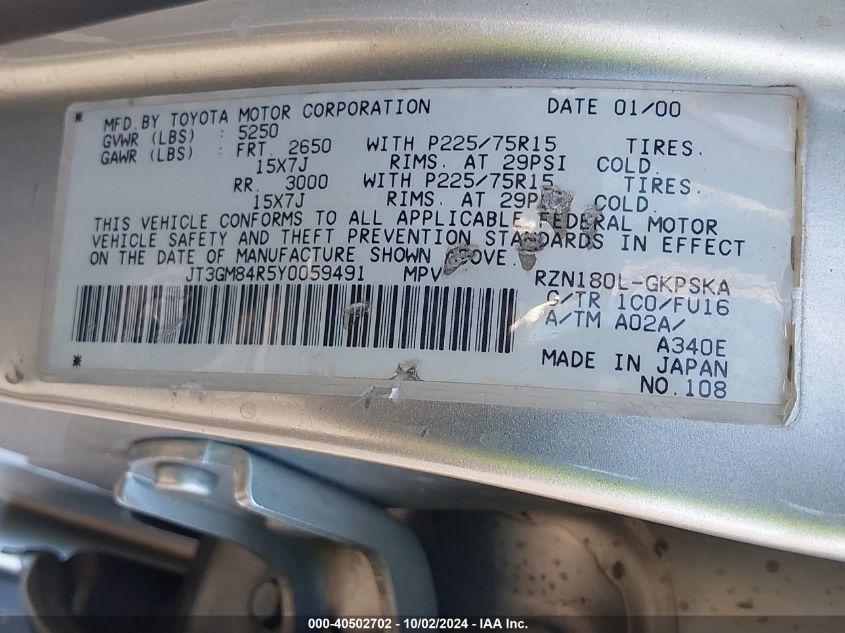 * MFD. BY TOYOTA MOTOR CORPORATION DATE 01/00
GVWR (LBS) : 5250
GAWR (LBS) : FRT. 2650 WITH P225/75R15 TIRES.
15X7J RIMS. AT 29PSI COLD.
RR. 3000 WITH P225/75R15 TIRES.
15X7J RIMS. AT 29PSI COLD.
THIS VEHICLE CONFORMS TO ALL APPLICABLE FEDERAL MOTOR
VEHICLE SAFETY AND THEFT PREVENTION STANDARDS IN EFFECT
ON THE DATE OF MANUFACTURE SHOWN ABOVE.
JT3GM84R5Y0059491 MPV RZN180L-GKPSKA
C/TR 1C0/FU16
A/TM A02A/
A340E
* MADE IN JAPAN
NO.108
000-40502702 - 10/02/2024 - IAA Inc.